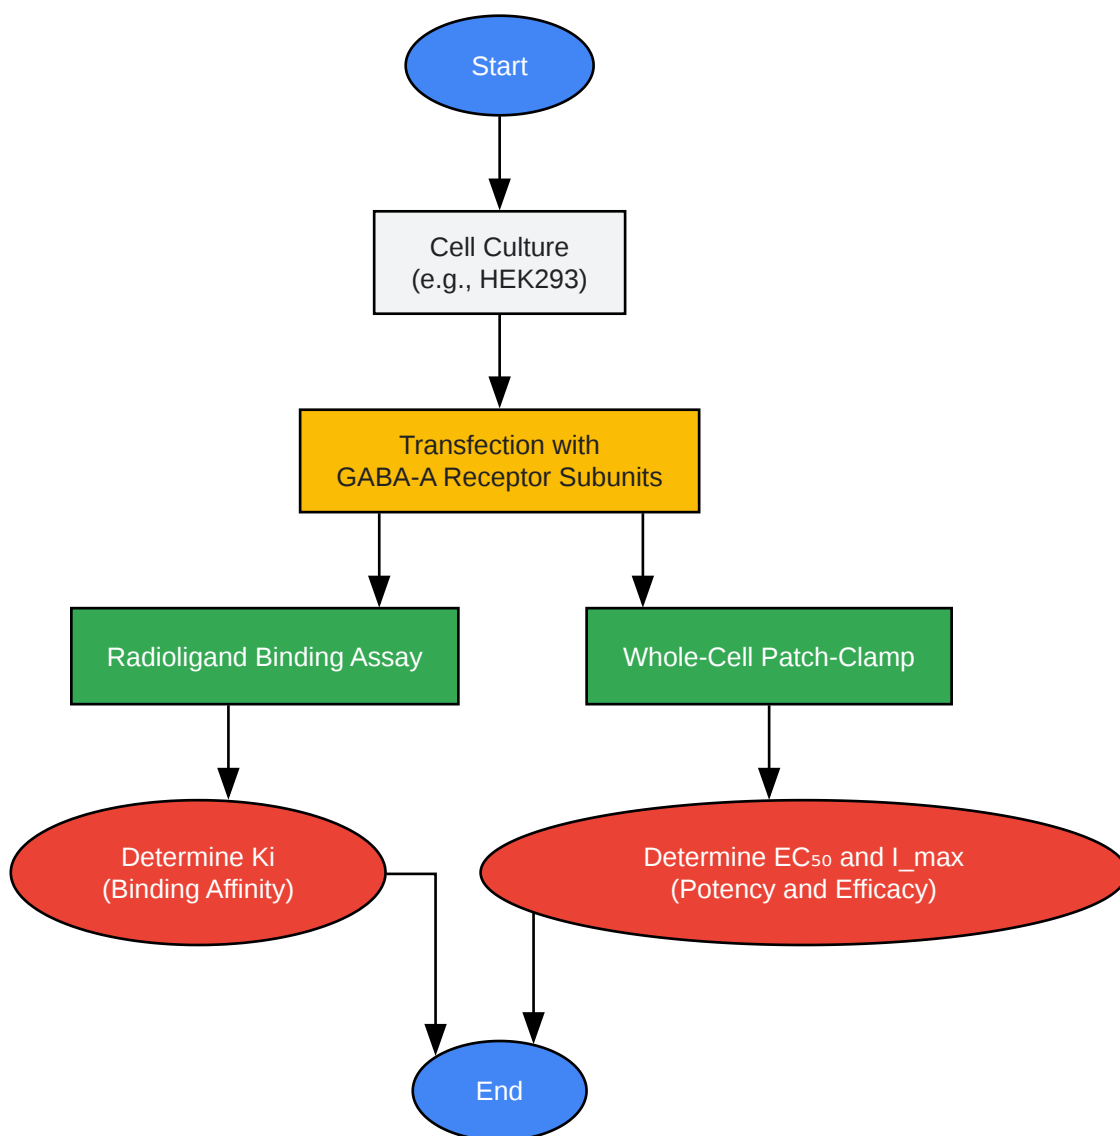 Start
Cell Culture
(e.g., HEK293)
Transfection with
GABA-A Receptor Subunits
Radioligand Binding Assay
Whole-Cell Patch-Clamp
Determine Ki
(Binding Affinity)
Determine EC₅₀ and I_max
(Potency and Efficacy)
End